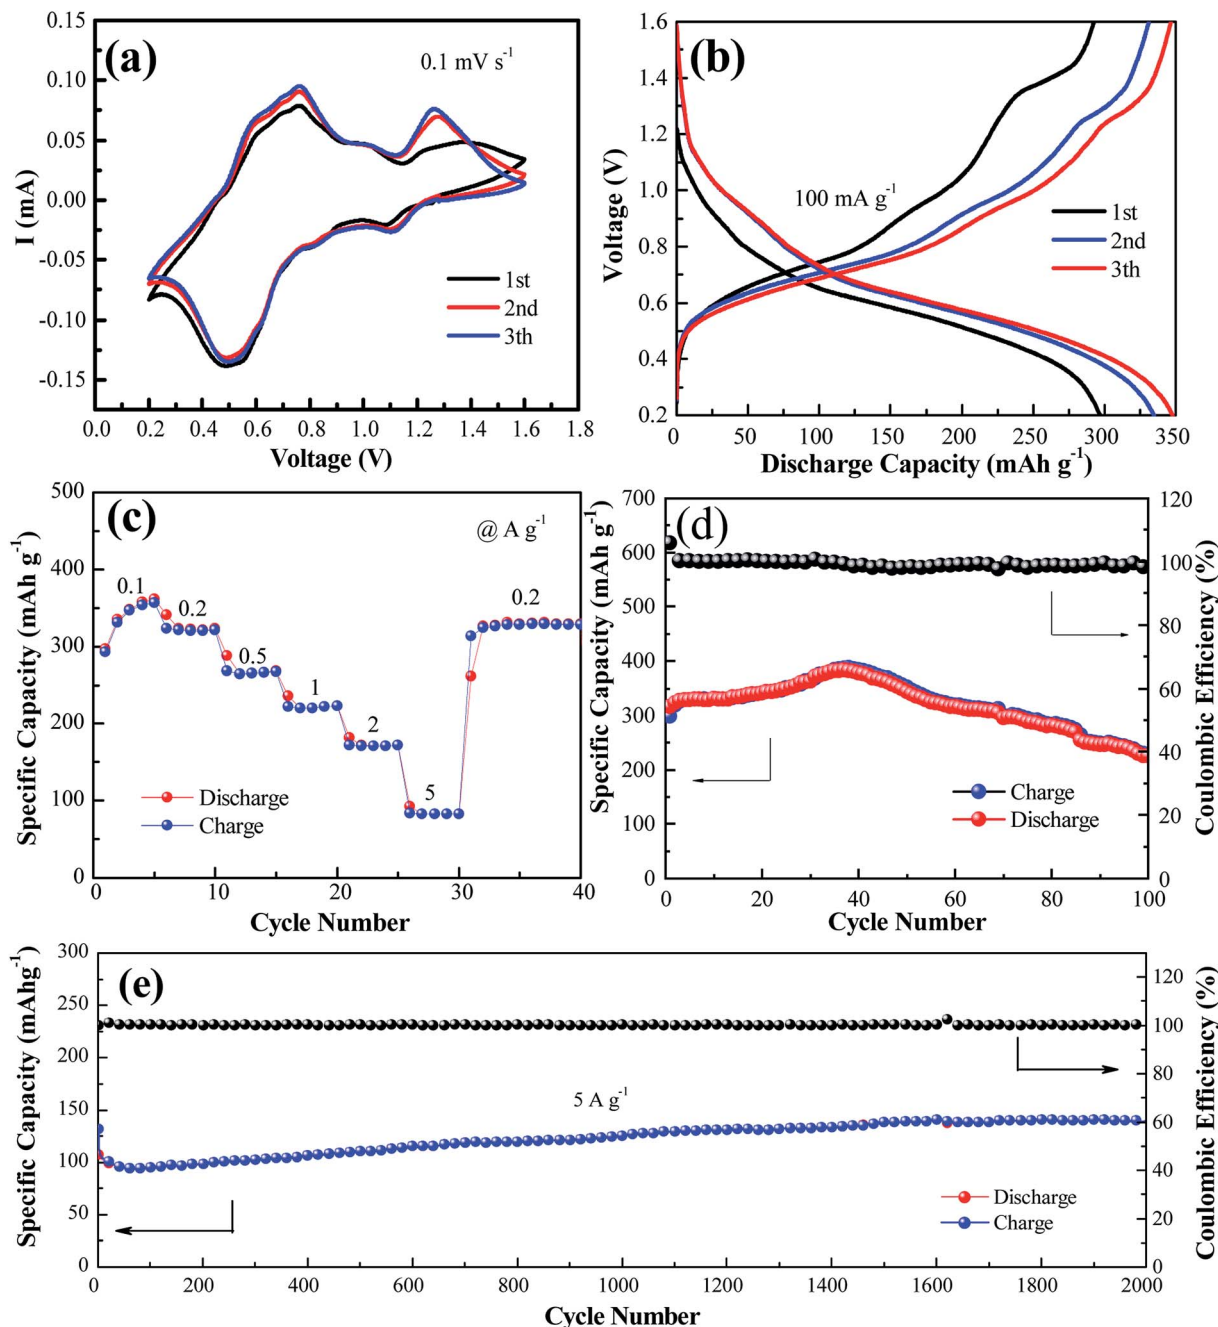 (a)
0.1 mV s-1
I (mA)
0.15
0.10
0.05
0.00
-0.05
-0.10
-0.15
1st
2nd
3th
0.0 0.2 0.4 0.6 0.8 1.0 1.2 1.4 1.6 1.8
Voltage (V)
(b)
100 mA g-1
Voltage (V)
1.6
1.4
1.2
1.0
0.8
0.6
0.4
0.2
1st
2nd
3th
0 50 100 150 200 250 300 350
Discharge Capacity (mAh g-1)
(c)
@ A g-1
Specific Capacity (mAh g-1)
500
400
300
200
100
0
0.1
0.2
0.5
1
2
5
0.2
Discharge
Charge
0 10 20 30 40
Cycle Number
(d)
Specific Capacity (mAh g-1)
700
600
500
400
300
200
100
0
Charge
Discharge
0 20 40 60 80 100
Cycle Number
120
100
80
60
40
20
0
Coulombic Efficiency (%)
(e)
Specific Capacity (mAhg-1)
300
250
200
150
100
50
0
5 A g-1
Discharge
Charge
0 200 400 600 800 1000 1200 1400 1600 1800 2000
Cycle Number
120
100
80
60
40
20
0
Coulombic Efficiency (%)